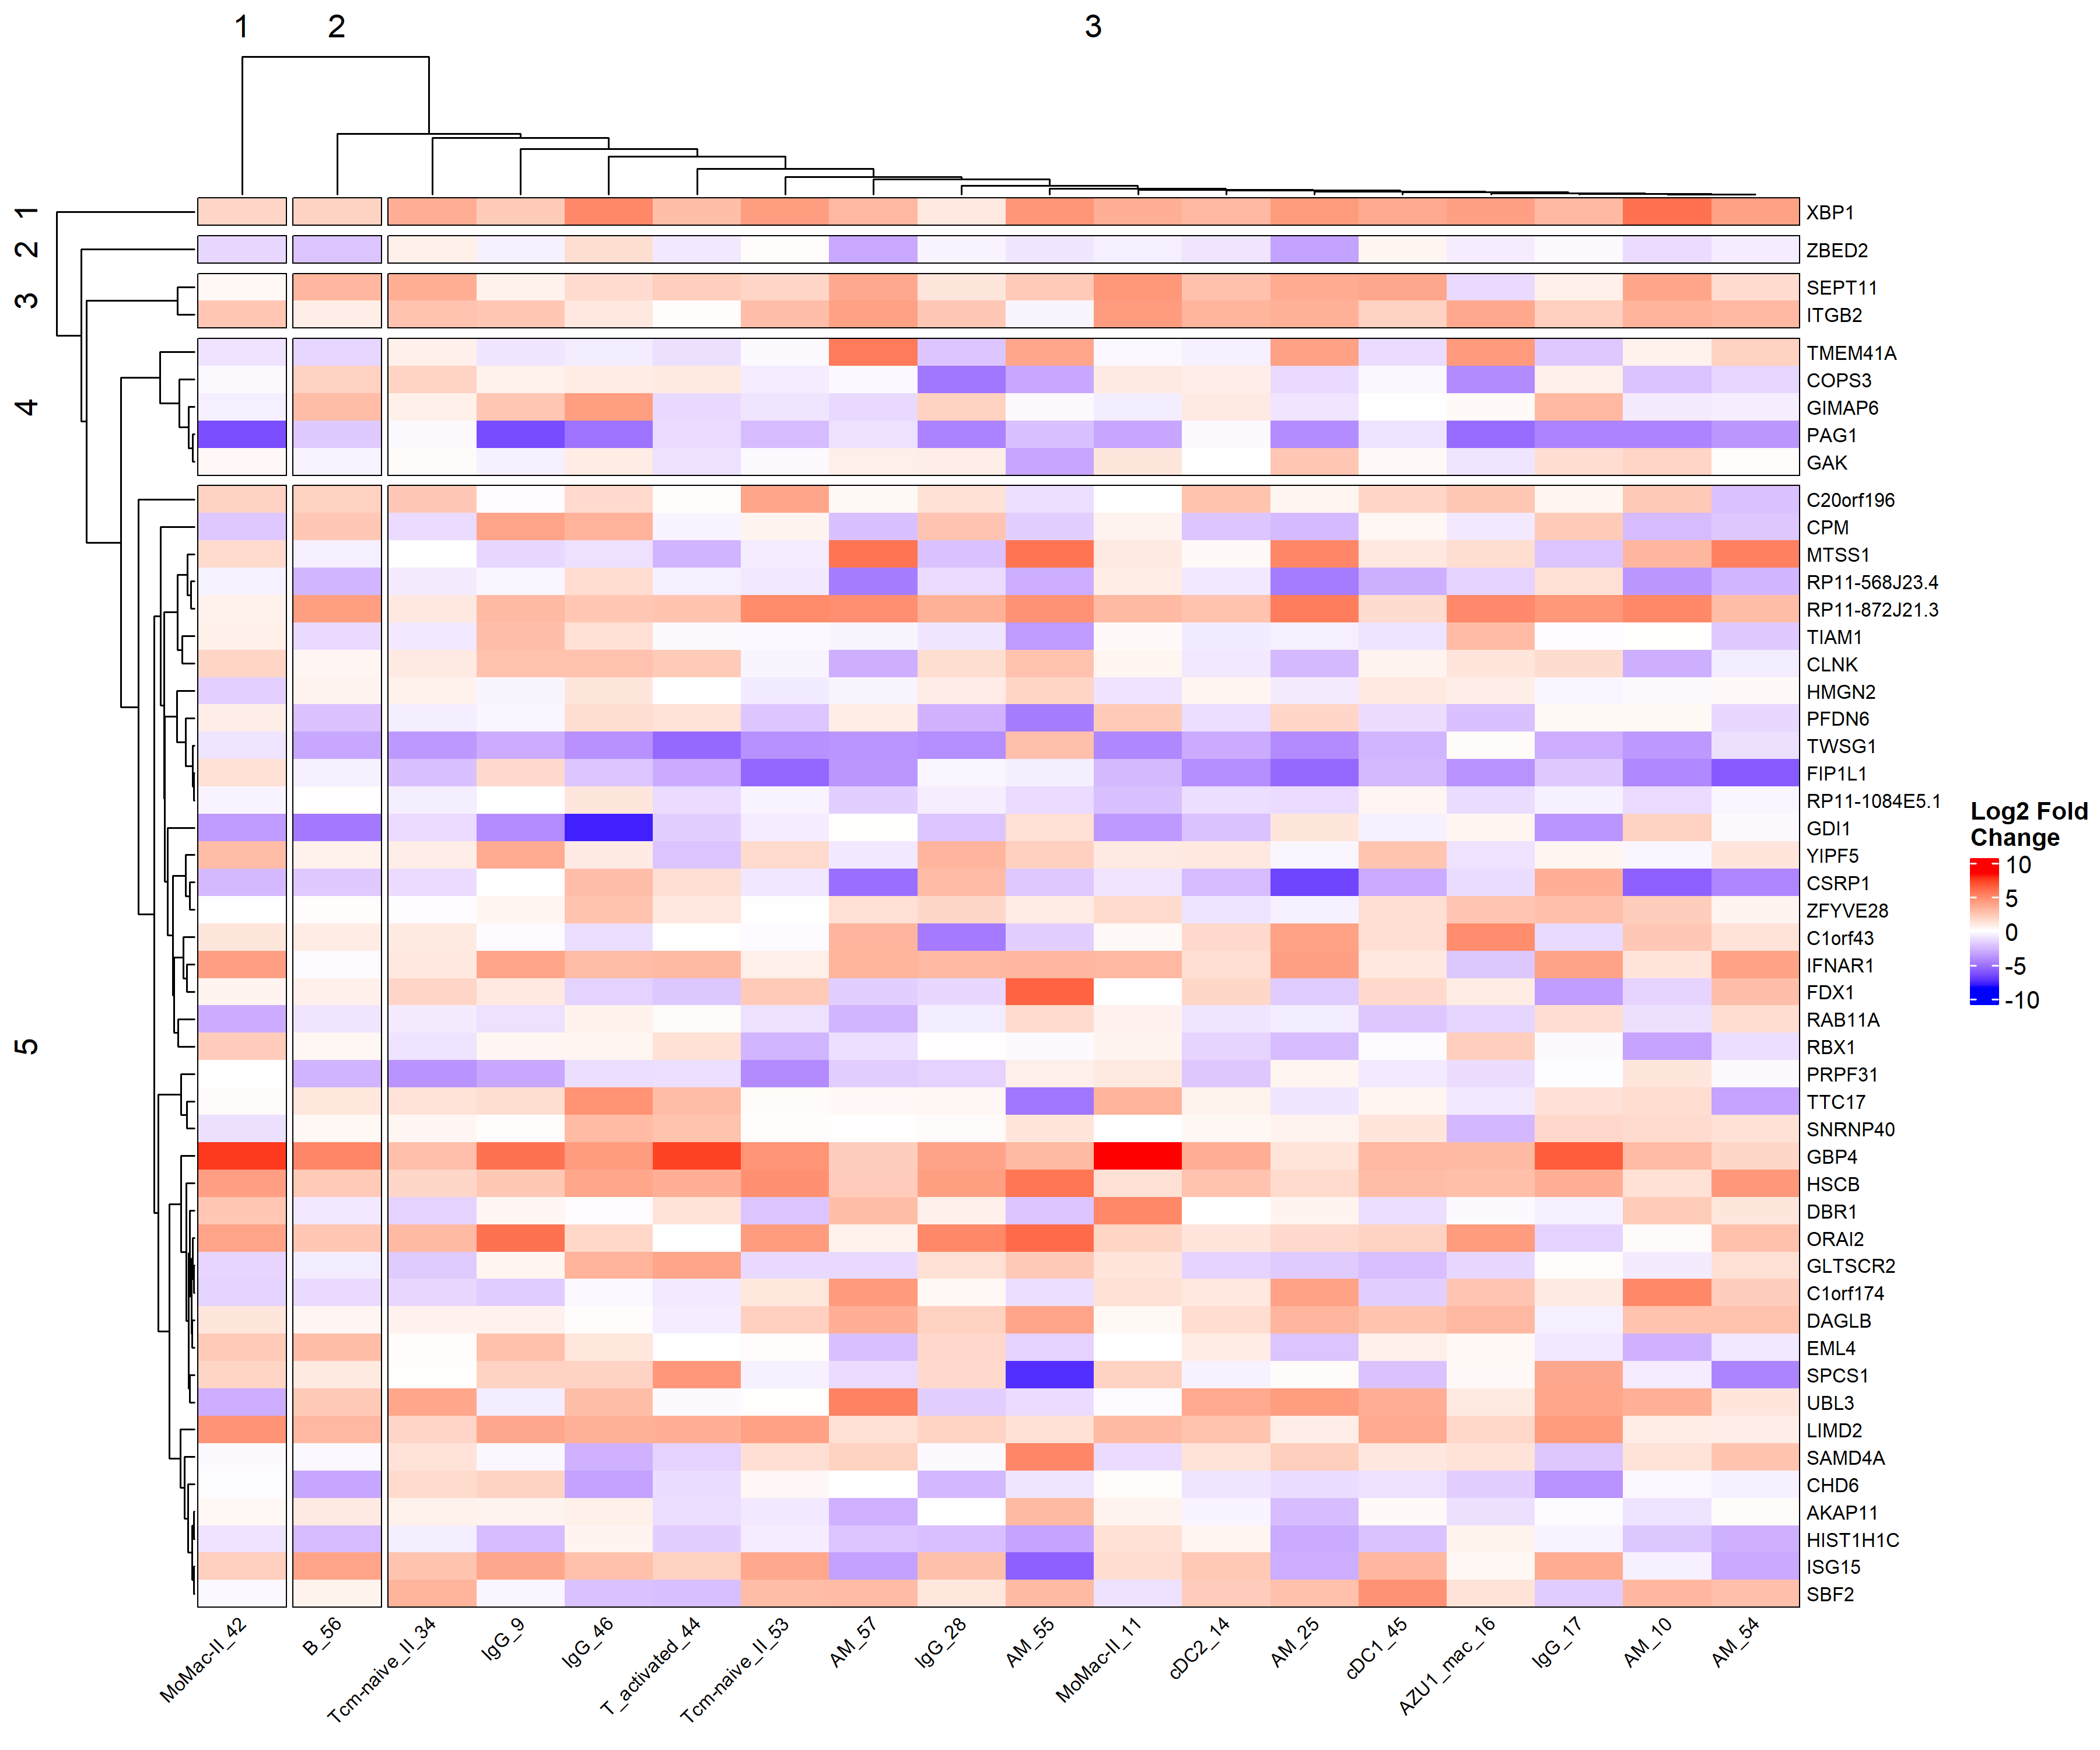 1 2 3
1
2
3
4
5
XBP1
ZBED2
SEPT11
ITGB2
TMEM41A
COPS3
GIMAP6
PAG1
GAK
C20orf196
CPM
MTSS1
RP11-568J23.4
RP11-872J21.3
TIAM1
CLNK
HMGN2
PFDN6
TWSG1
FIP1L1
RP11-1084E5.1
GDI1
YIPF5
CSRP1
ZFYVE28
C1orf43
IFNAR1
FDX1
RAB11A
RBX1
PRPF31
TTC17
SNRNP40
GBP4
HSCB
DBR1
ORAI2
GLTSCR2
C1orf174
DAGLB
EML4
SPCS1
UBL3
LIMD2
SAMD4A
CHD6
AKAP11
HIST1H1C
ISG15
SBF2
MoMac-II_42
B_56
Tcm-naive_II_34
IgG_9
IgG_46
T_activated_44
Tcm-naive_II_53
AM_57
IgG_28
AM_55
MoMac-II_11
cDC2_14
AM_25
cDC1_45
AZU1_mac_16
IgG_17
AM_10
AM_54
Log2 Fold
Change
10
5
0
-5
-10